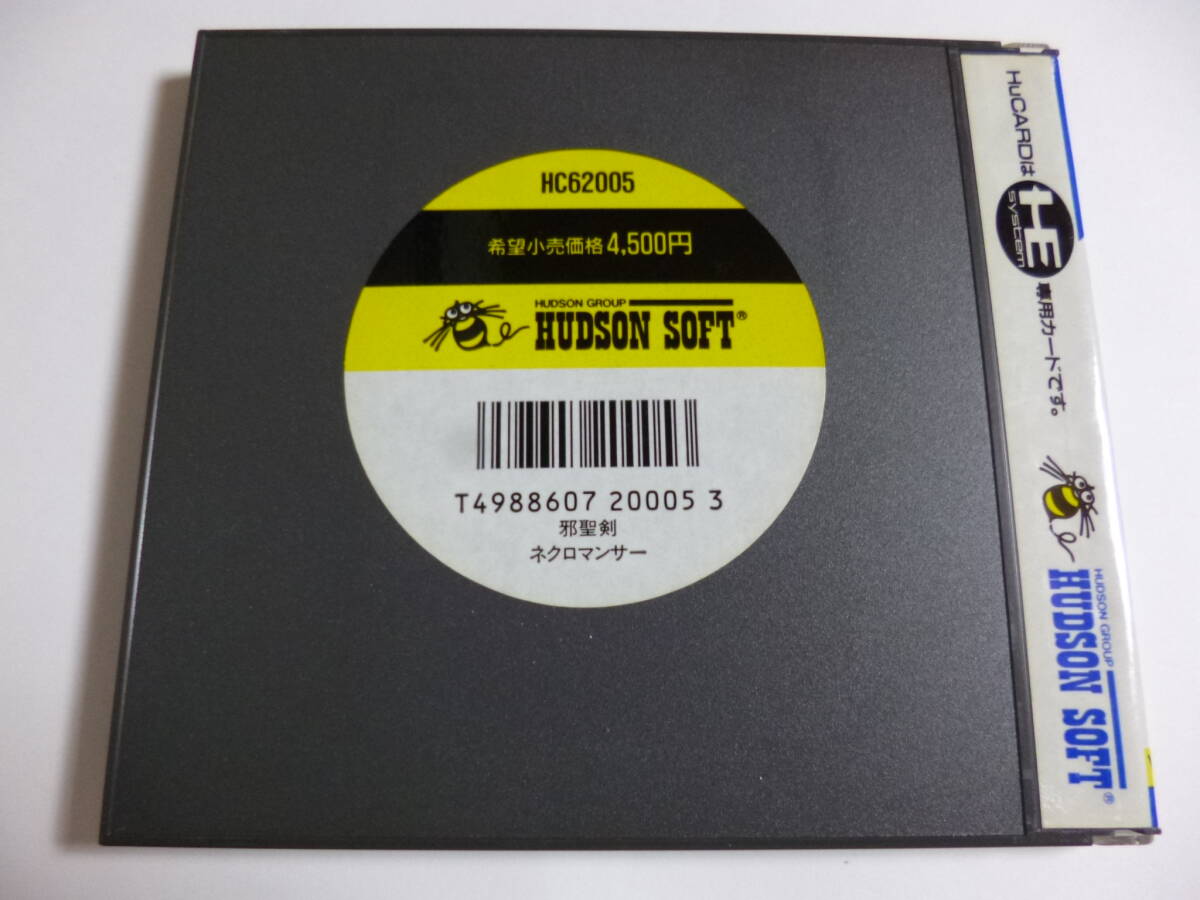 HC62005
希望小売価格4,500円
HUDSON GROUP
HUDSON SOFT®
T4988607 20005 3
邪聖剣
ネクロマンサー
HuCARDは HE SYSTEM 専用カードです。
HUDSON GROUP
HUDSON SOFT®